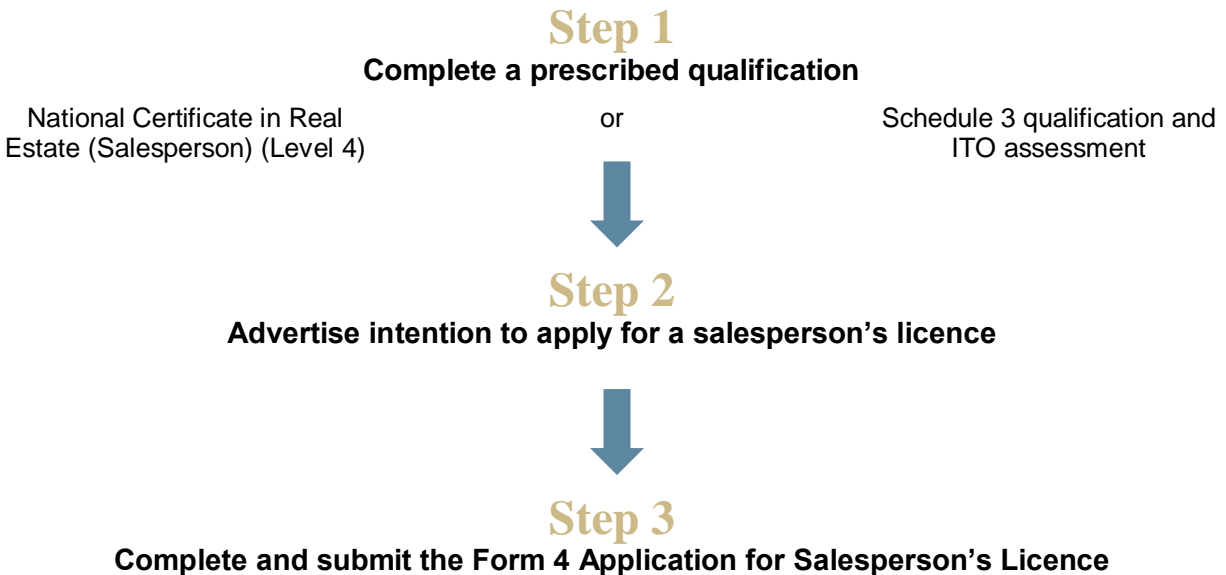 Step 1
Complete a prescribed qualification
National Certificate in Real
Estate (Salesperson) (Level 4)
or
Schedule 3 qualification and
ITO assessment
Step 2
Advertise intention to apply for a salesperson’s licence
Step 3
Complete and submit the Form 4 Application for Salesperson’s Licence